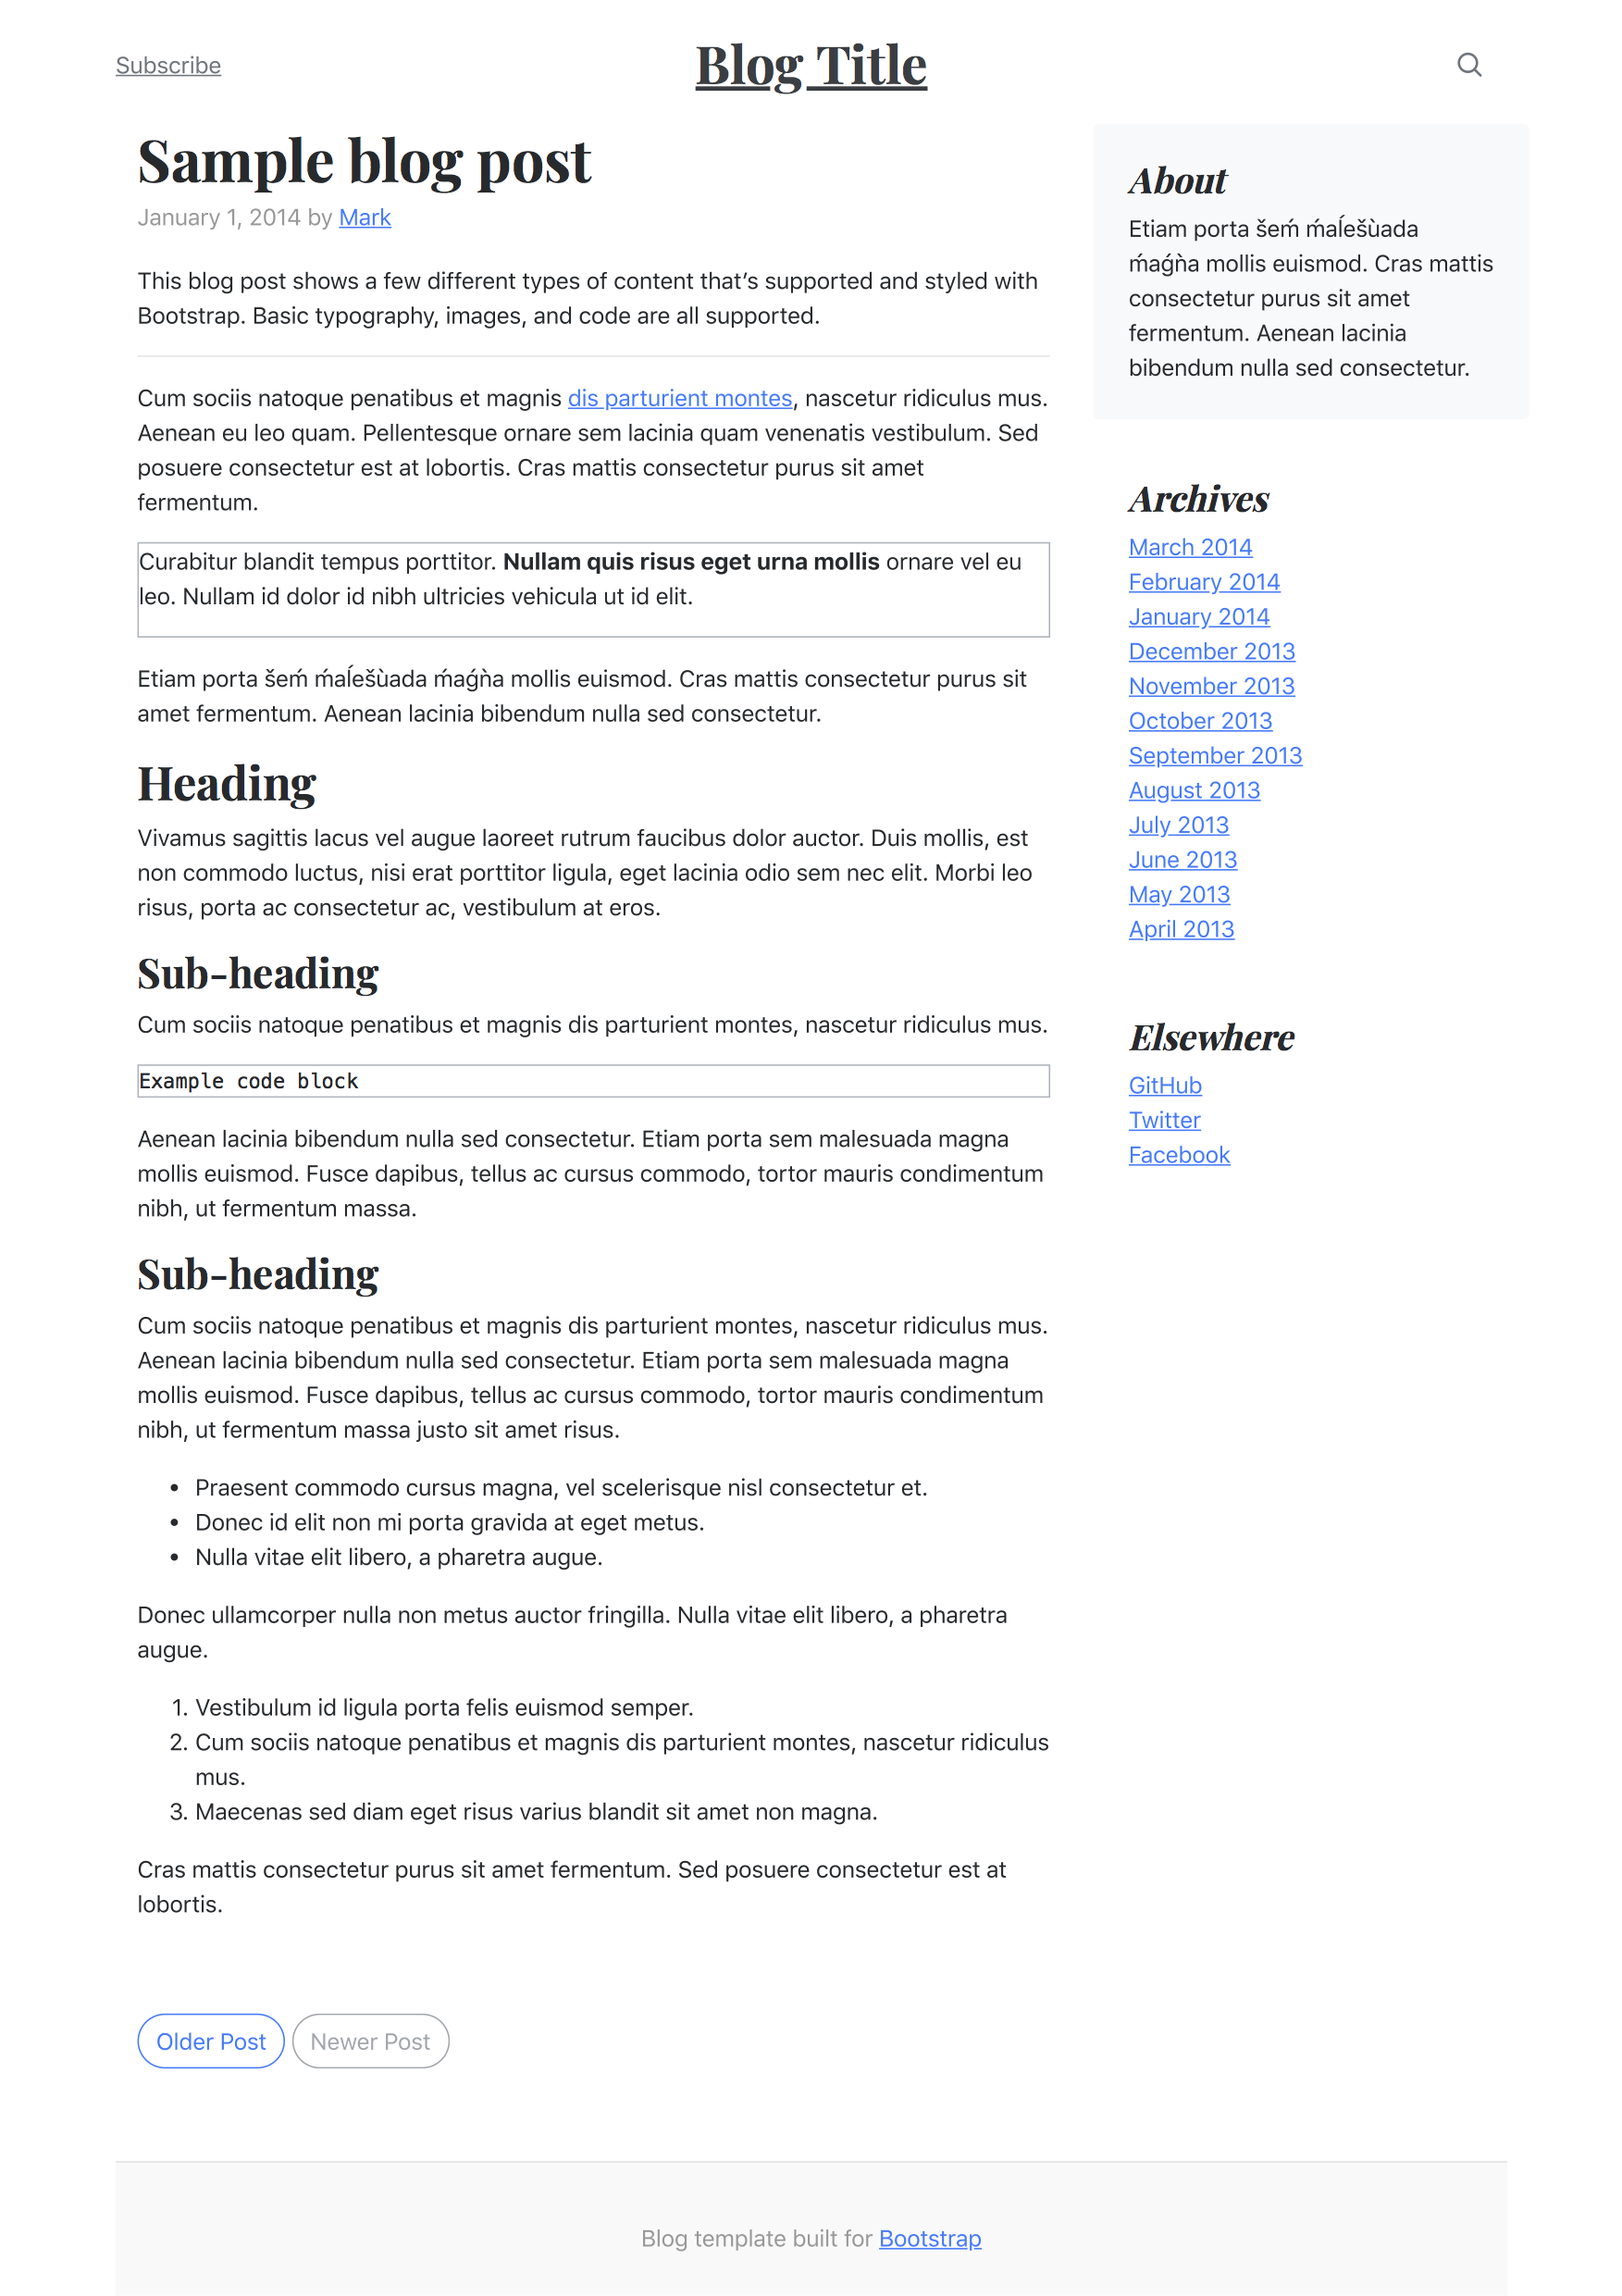 Subscribe
Blog Title
Sample blog post
January 1, 2014 by Mark
This blog post shows a few different types of content that’s supported and styled with
Bootstrap. Basic typography, images, and code are all supported.
Cum sociis natoque penatibus et magnis dis parturient montes, nascetur ridiculus mus.
Aenean eu leo quam. Pellentesque ornare sem lacinia quam venenatis vestibulum. Sed
posuere consectetur est at lobortis. Cras mattis consectetur purus sit amet
fermentum.
Curabitur blandit tempus porttitor. Nullam quis risus eget urna mollis ornare vel eu
leo. Nullam id dolor id nibh ultricies vehicula ut id elit.
Etiam porta šeḿ ḿaĺešùada ḿaǵǹa mollis euismod. Cras mattis consectetur purus sit
amet fermentum. Aenean lacinia bibendum nulla sed consectetur.
Heading
Vivamus sagittis lacus vel augue laoreet rutrum faucibus dolor auctor. Duis mollis, est
non commodo luctus, nisi erat porttitor ligula, eget lacinia odio sem nec elit. Morbi leo
risus, porta ac consectetur ac, vestibulum at eros.
Sub-heading
Cum sociis natoque penatibus et magnis dis parturient montes, nascetur ridiculus mus.
Example code block
Aenean lacinia bibendum nulla sed consectetur. Etiam porta sem malesuada magna
mollis euismod. Fusce dapibus, tellus ac cursus commodo, tortor mauris condimentum
nibh, ut fermentum massa.
Sub-heading
Cum sociis natoque penatibus et magnis dis parturient montes, nascetur ridiculus mus.
Aenean lacinia bibendum nulla sed consectetur. Etiam porta sem malesuada magna
mollis euismod. Fusce dapibus, tellus ac cursus commodo, tortor mauris condimentum
nibh, ut fermentum massa justo sit amet risus.
• Praesent commodo cursus magna, vel scelerisque nisl consectetur et.
• Donec id elit non mi porta gravida at eget metus.
• Nulla vitae elit libero, a pharetra augue.
Donec ullamcorper nulla non metus auctor fringilla. Nulla vitae elit libero, a pharetra
augue.
1. Vestibulum id ligula porta felis euismod semper.
2. Cum sociis natoque penatibus et magnis dis parturient montes, nascetur ridiculus
mus.
3. Maecenas sed diam eget risus varius blandit sit amet non magna.
Cras mattis consectetur purus sit amet fermentum. Sed posuere consectetur est at
lobortis.
Older Post
Newer Post
About
Etiam porta šeḿ ḿaĺešùada
ḿaǵǹa mollis euismod. Cras mattis
consectetur purus sit amet
fermentum. Aenean lacinia
bibendum nulla sed consectetur.
Archives
March 2014
February 2014
January 2014
December 2013
November 2013
October 2013
September 2013
August 2013
July 2013
June 2013
May 2013
April 2013
Elsewhere
GitHub
Twitter
Facebook
Blog template built for Bootstrap